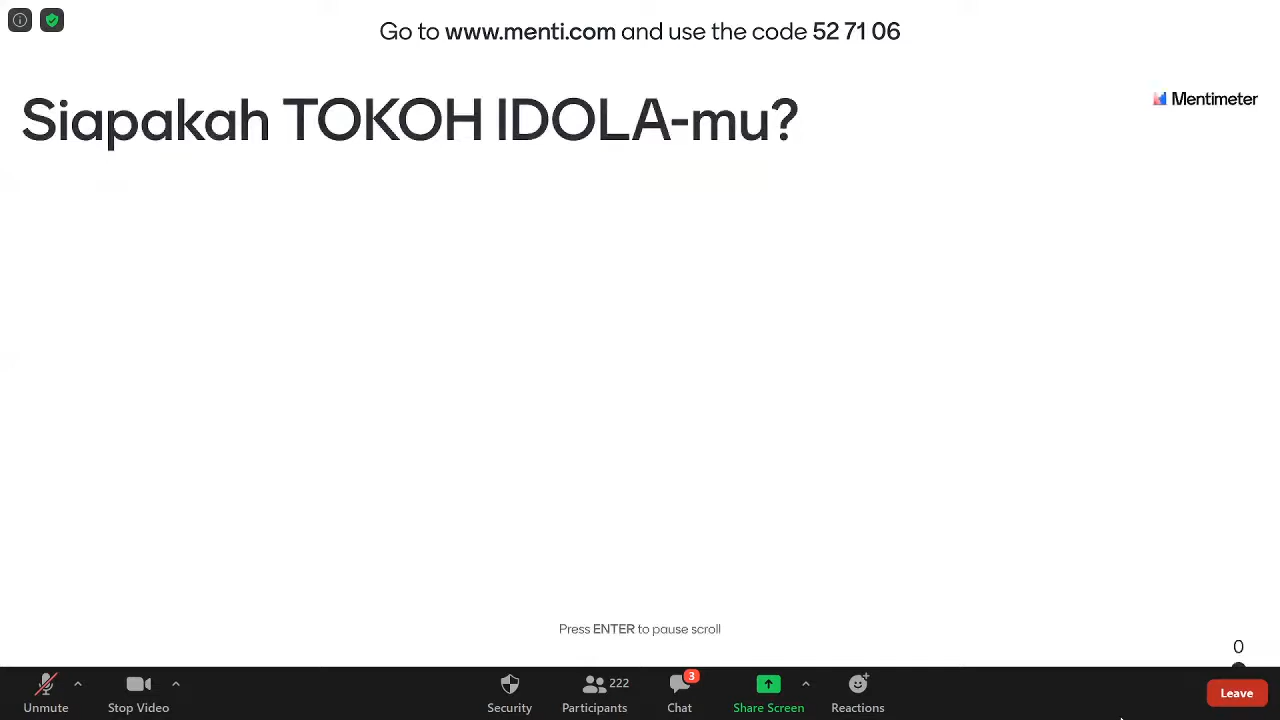 Go to www.menti.com and use the code 52 71 06
Siapakah TOKOH IDOLA-mu?
Mentimeter
Press ENTER to pause scroll
0
Unmute
Stop Video
Security
222
Participants
3
Chat
Share Screen
Reactions
Leave